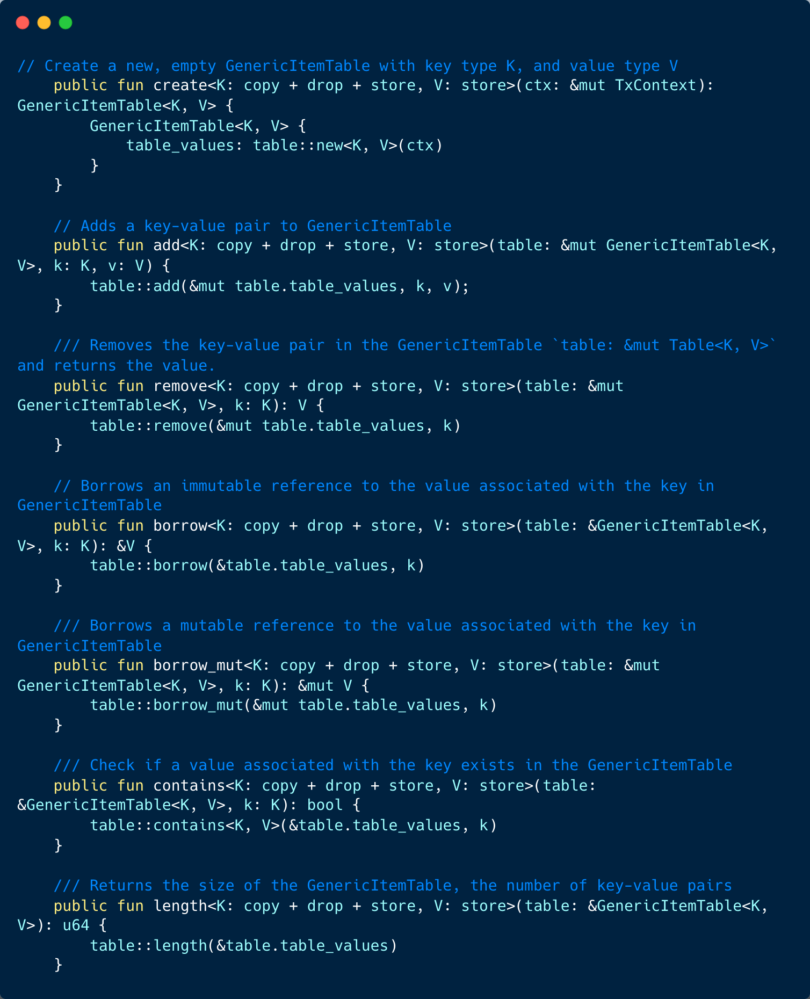 // Create a new, empty GenericItemTable with key type K, and value type V
    public fun create<K: copy + drop + store, V: store>(ctx: &mut TxContext):
GenericItemTable<K, V> {
        GenericItemTable<K, V> {
            table_values: table::new<K, V>(ctx)
        }
    }

    // Adds a key-value pair to GenericItemTable
    public fun add<K: copy + drop + store, V: store>(table: &mut GenericItemTable<K,
V>, k: K, v: V) {
        table::add(&mut table.table_values, k, v);
    }

    /// Removes the key-value pair in the GenericItemTable `table: &mut Table<K, V>`
and returns the value.
    public fun remove<K: copy + drop + store, V: store>(table: &mut
GenericItemTable<K, V>, k: K): V {
        table::remove(&mut table.table_values, k)
    }

    // Borrows an immutable reference to the value associated with the key in
GenericItemTable
    public fun borrow<K: copy + drop + store, V: store>(table: &GenericItemTable<K,
V>, k: K): &V {
        table::borrow(&table.table_values, k)
    }

    /// Borrows a mutable reference to the value associated with the key in
GenericItemTable
    public fun borrow_mut<K: copy + drop + store, V: store>(table: &mut
GenericItemTable<K, V>, k: K): &mut V {
        table::borrow_mut(&mut table.table_values, k)
    }

    /// Check if a value associated with the key exists in the GenericItemTable
    public fun contains<K: copy + drop + store, V: store>(table:
&GenericItemTable<K, V>, k: K): bool {
        table::contains<K, V>(&table.table_values, k)
    }

    /// Returns the size of the GenericItemTable, the number of key-value pairs
    public fun length<K: copy + drop + store, V: store>(table: &GenericItemTable<K,
V>): u64 {
        table::length(&table.table_values)
    }